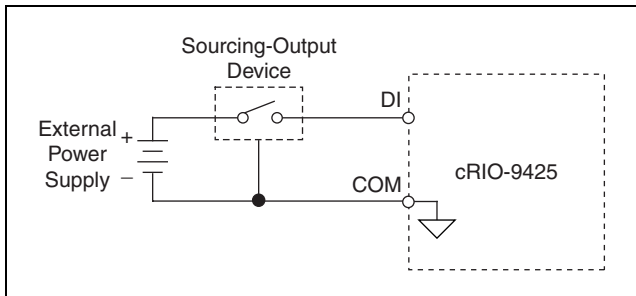 Sourcing-Output
Device
DI
External
Power
Supply
+
–
COM
cRIO-9425